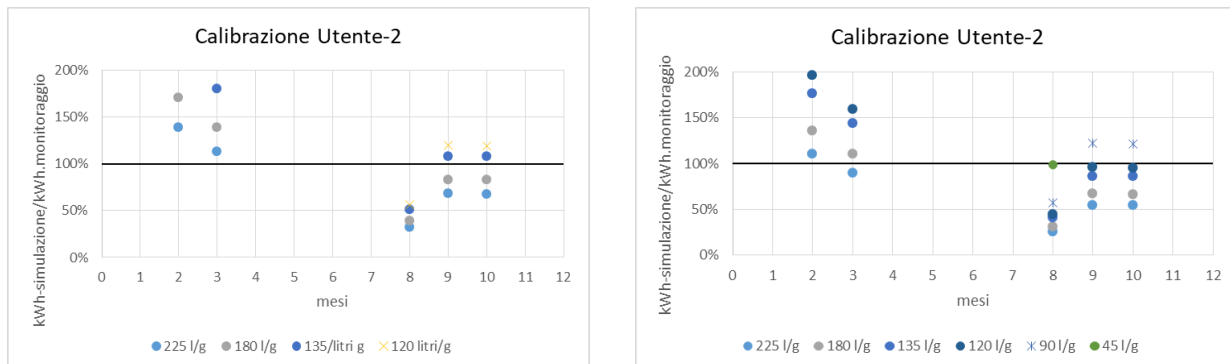 Calibrazione Utente-2
kWh-simulazione/kWh.monitoraggio
200%
150%
100%
50%
0%
0 1 2 3 4 5 6 7 8 9 10 11 12
mesi
225 l/g 180 l/g 135/litri g 120 litri/g
Calibrazione Utente-2
kWh-simulazione/kWh.monitoraggio
200%
150%
100%
50%
0%
0 1 2 3 4 5 6 7 8 9 10 11 12
mesi
225 l/g 180 l/g 135 l/g 120 l/g 90 l/g 45 l/g